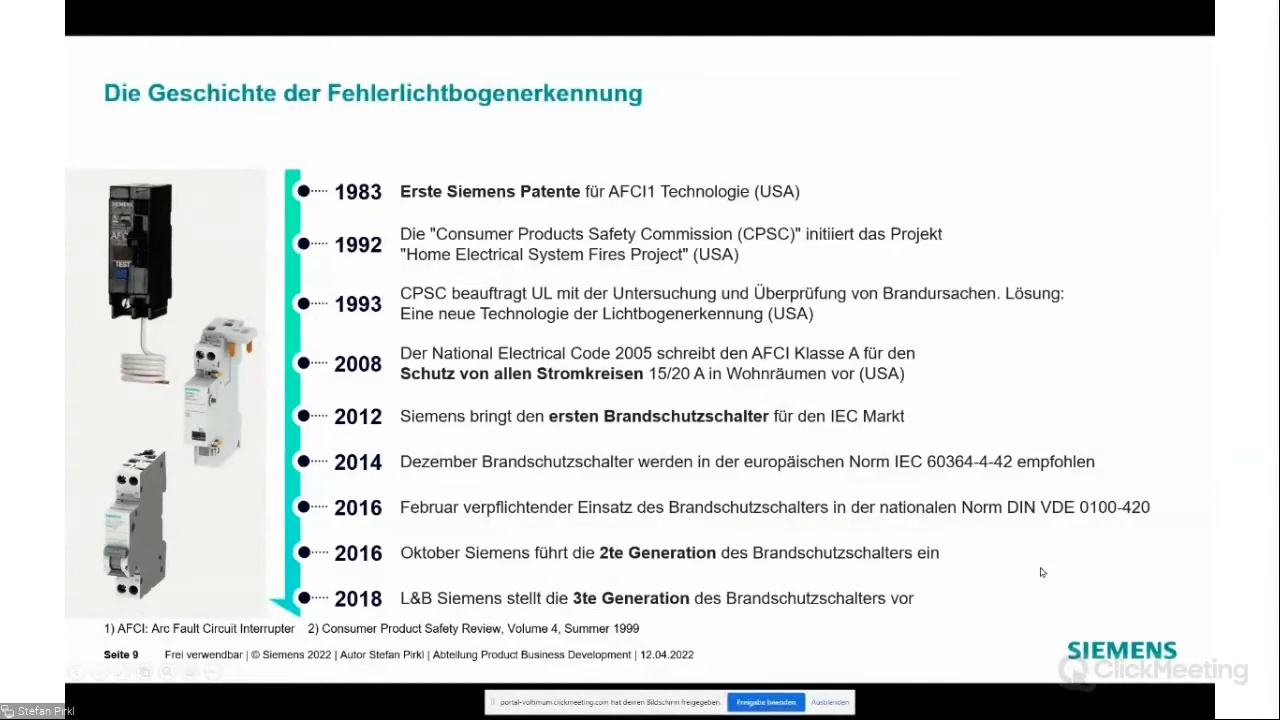 Die Geschichte der Fehlerlichtbogenerkennung
1983 Erste Siemens Patente für AFCI1 Technologie (USA)
1992 Die "Consumer Products Safety Commission (CPSC)" initiiert das Projekt
"Home Electrical System Fires Project" (USA)
1993 CPSC beauftragt UL mit der Untersuchung und Überprüfung von Brandursachen. Lösung:
Eine neue Technologie der Lichtbogenerkennung (USA)
2008 Der National Electrical Code 2005 schreibt den AFCI Klasse A für den
Schutz von allen Stromkreisen 15/20 A in Wohnräumen vor (USA)
2012 Siemens bringt den ersten Brandschutzschalter für den IEC Markt
2014 Dezember Brandschutzschalter werden in der europäischen Norm IEC 60364-4-42 empfohlen
2016 Februar verpflichtender Einsatz des Brandschutzschalters in der nationalen Norm DIN VDE 0100-420
2016 Oktober Siemens führt die 2te Generation des Brandschutzschalters ein
2018 L&B Siemens stellt die 3te Generation des Brandschutzschalters vor
SIEMENS
AFC
TEST
1) AFCI: Arc Fault Circuit Interrupter 2) Consumer Product Safety Review, Volume 4, Summer 1999
Seite 9 Frei verwendbar | © Siemens 2022 | Autor Stefan Pirkl | Abteilung Product Business Development | 12.04.2022
SIEMENS
ClickMeeting
portal-voltimum.clickmeeting.com hat deinen Bildschirm freigegeben. Freigabe beenden Ausblenden
Stefan Pirkl